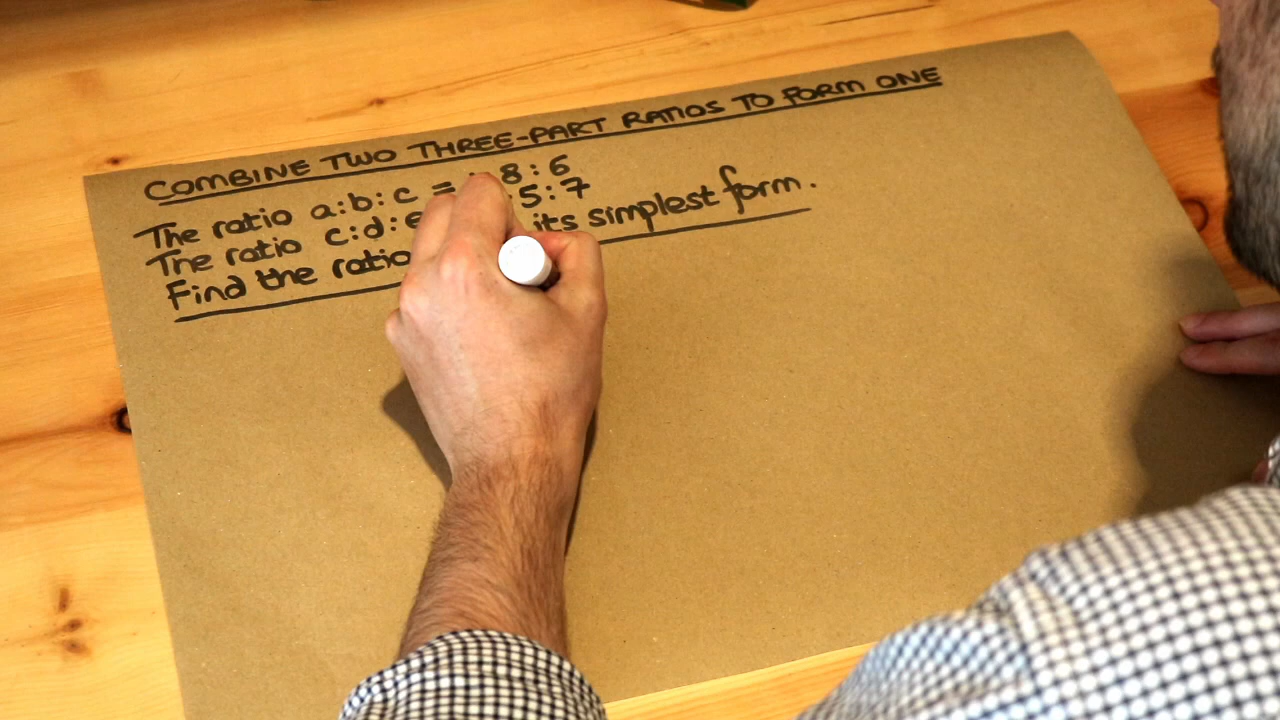 COMBINE TWO THREE-PART RATIOS TO FORM ONE
The ratio a:b:c = 8:6
The ratio c:d:e 5:7
Find the ratio its simplest form.